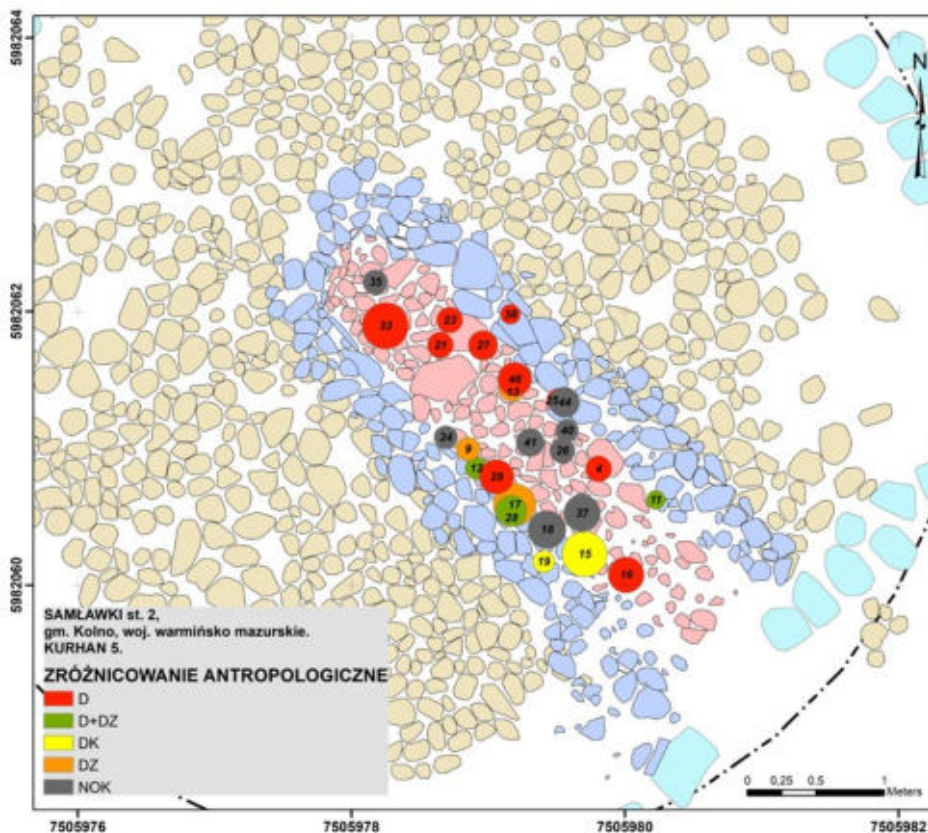 5982064
N
35
33
23
38
5982062
21
27
46
13
25
44
24
40
41
9
26
12
29
4
17
11
28
37
18
15
19
16
5982060
SAMŁAWKI st. 2,
gm. Kolno, woj. warmińsko mazurskie.
KURHAN 5.
ZRÓŻNICOWANIE ANTROPOLOGICZNE
D
D+DZ
DK
DZ
NOK
0 0,25 0,5 1
Meters
7505976 7505978 7505980 7505982